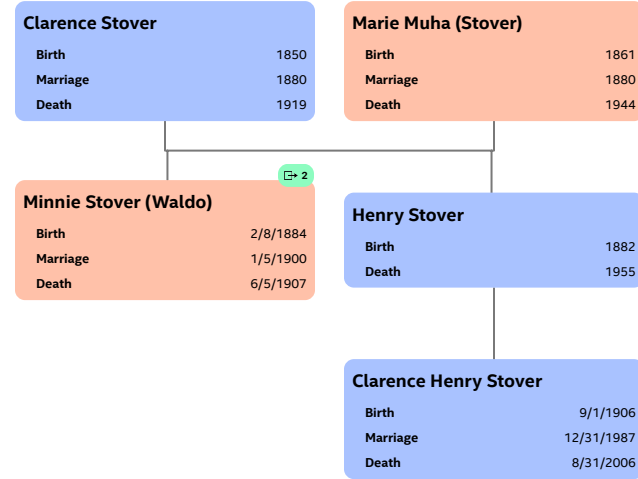 Clarence Stover
Birth 1850
Marriage 1880
Death 1919
Marie Muha (Stover)
Birth 1861
Marriage 1880
Death 1944
2
Minnie Stover (Waldo)
Birth 2/8/1884
Marriage 1/5/1900
Death 6/5/1907
Henry Stover
Birth 1882
Death 1955
Clarence Henry Stover
Birth 9/1/1906
Marriage 12/31/1987
Death 8/31/2006